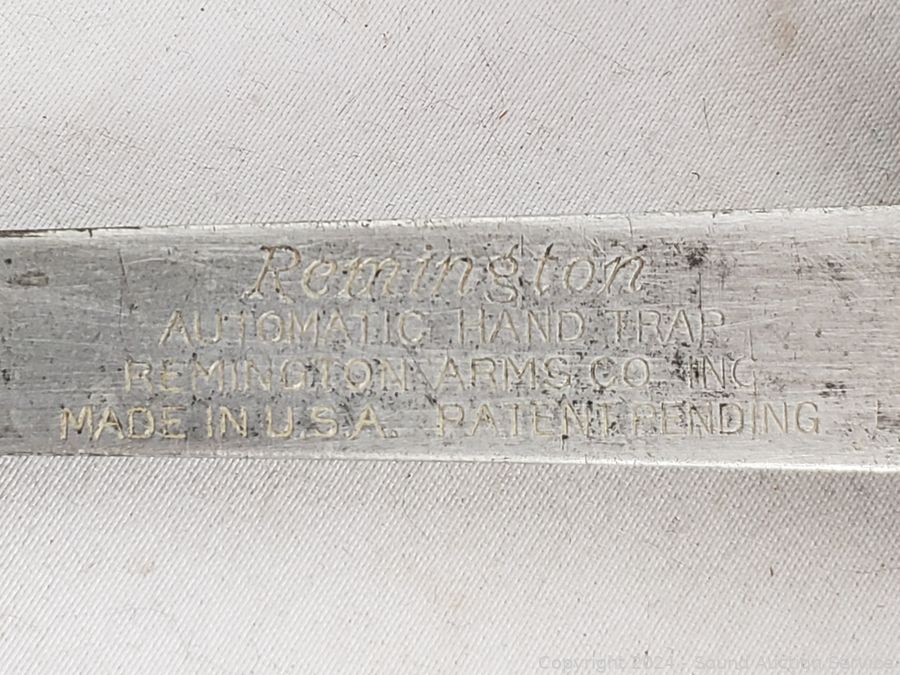 Remington
AUTOMATIC HAND TRAP
REMINGTON ARMS CO. INC.
MADE IN U.S.A. PATENT PENDING
Copyright 2024 - Sound Auction Service